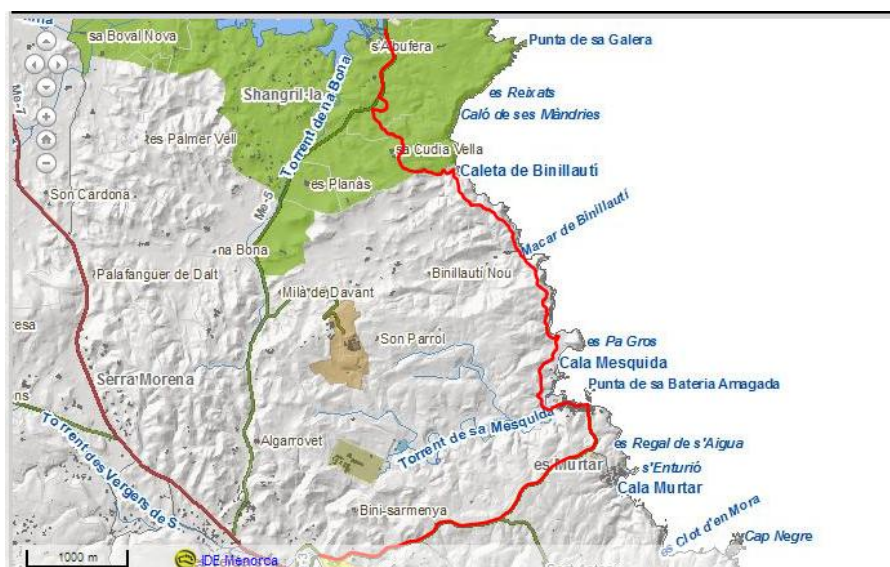 sa Boval Nova
s'Albufera
Punta de sa Galera
Shangril·la
es Reixats
Caló de ses Màndries
Torrent de na Bona
Me-7
es Palmer Vell
sa Cudia Vella
Caleta de Binillautí
es Planàs
Son Cardona
Me-5
na Bona
Macar de Binillautí
Palafanguer de Dalt
Binillautí Nou
Milà de Davant
Son Parrol
es Pa Gros
Cala Mesquida
Serra Morena
Punta de sa Bateria Amagada
Torrent de sa Mesquida
Algarrovet
es Regal de s'Aigua
Torrent des Vergers de S...
es Murtar
s'Enturió
Cala Murtar
Bini-sarmenya
es Clot d'en Mora
Cap Negre
1000 m
IDE Menorca